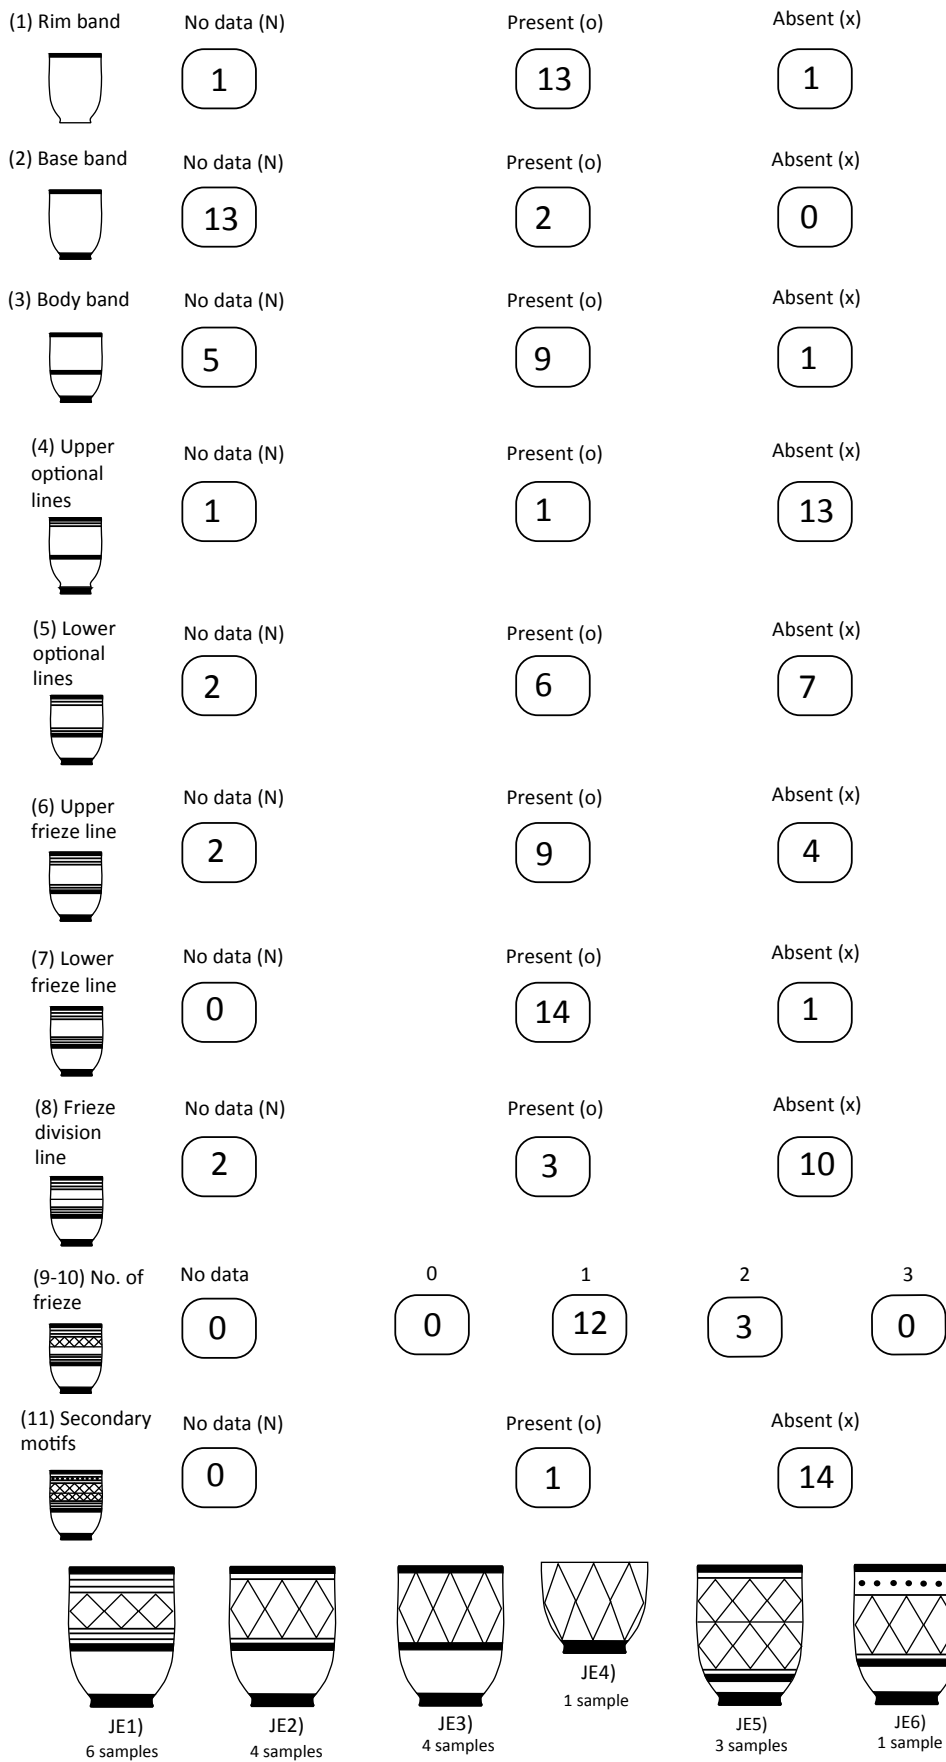 (1) Rim band No data (N) Present (o) Absent (x)
1 13 1
(2) Base band No data (N) Present (o) Absent (x)
13 2 0
(3) Body band No data (N) Present (o) Absent (x)
5 9 1
(4) Upper No data (N) Present (o) Absent (x)
optional
lines
1 1 13
(5) Lower No data (N) Present (o) Absent (x)
optional
lines
2 6 7
(6) Upper No data (N) Present (o) Absent (x)
frieze line
2 9 4
(7) Lower No data (N) Present (o) Absent (x)
frieze line
0 14 1
(8) Frieze No data (N) Present (o) Absent (x)
division
line
2 3 10
(9-10) No. of No data 0 1 2 3
frieze
0 0 12 3 0
(11) Secondary No data (N) Present (o) Absent (x)
motifs
0 1 14
JE1) JE2) JE3) JE4) JE5) JE6)
6 samples 4 samples 4 samples 1 sample 3 samples 1 sample